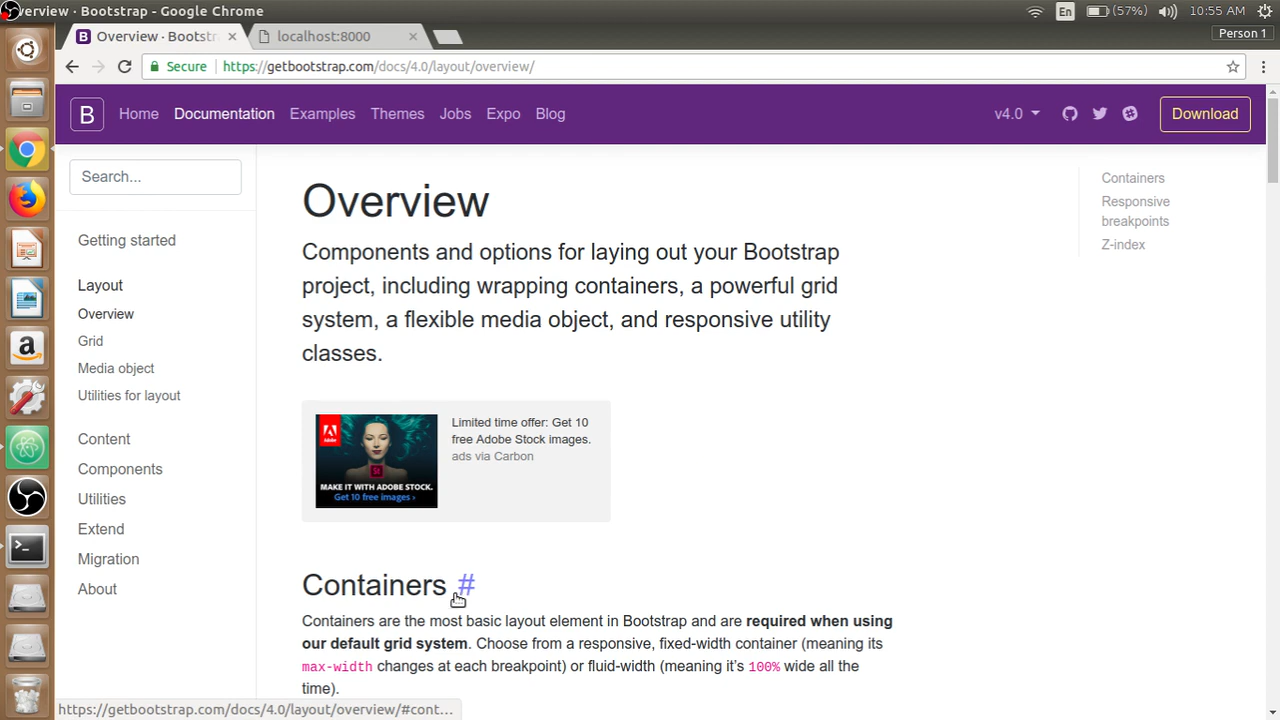 verview · Bootstrap - Google Chrome
En
(57%)
10:55 AM
B Overview · Bootstr
localhost:8000
Person 1
Secure
https://getbootstrap.com/docs/4.0/layout/overview/
B
Home
Documentation
Examples
Themes
Jobs
Expo
Blog
v4.0
Download
Search...
Getting started
Layout
Overview
Grid
Media object
Utilities for layout
Content
Components
Utilities
Extend
Migration
About
Overview
Components and options for laying out your Bootstrap
project, including wrapping containers, a powerful grid
system, a flexible media object, and responsive utility
classes.
Adobe
St
MAKE IT WITH ADOBE STOCK.
Get 10 free images ›
Limited time offer: Get 10
free Adobe Stock images.
ads via Carbon
Containers #
Containers are the most basic layout element in Bootstrap and are required when using
our default grid system. Choose from a responsive, fixed-width container (meaning its
max-width changes at each breakpoint) or fluid-width (meaning it’s 100% wide all the
time).
Containers
Responsive
breakpoints
Z-index
https://getbootstrap.com/docs/4.0/layout/overview/#cont...